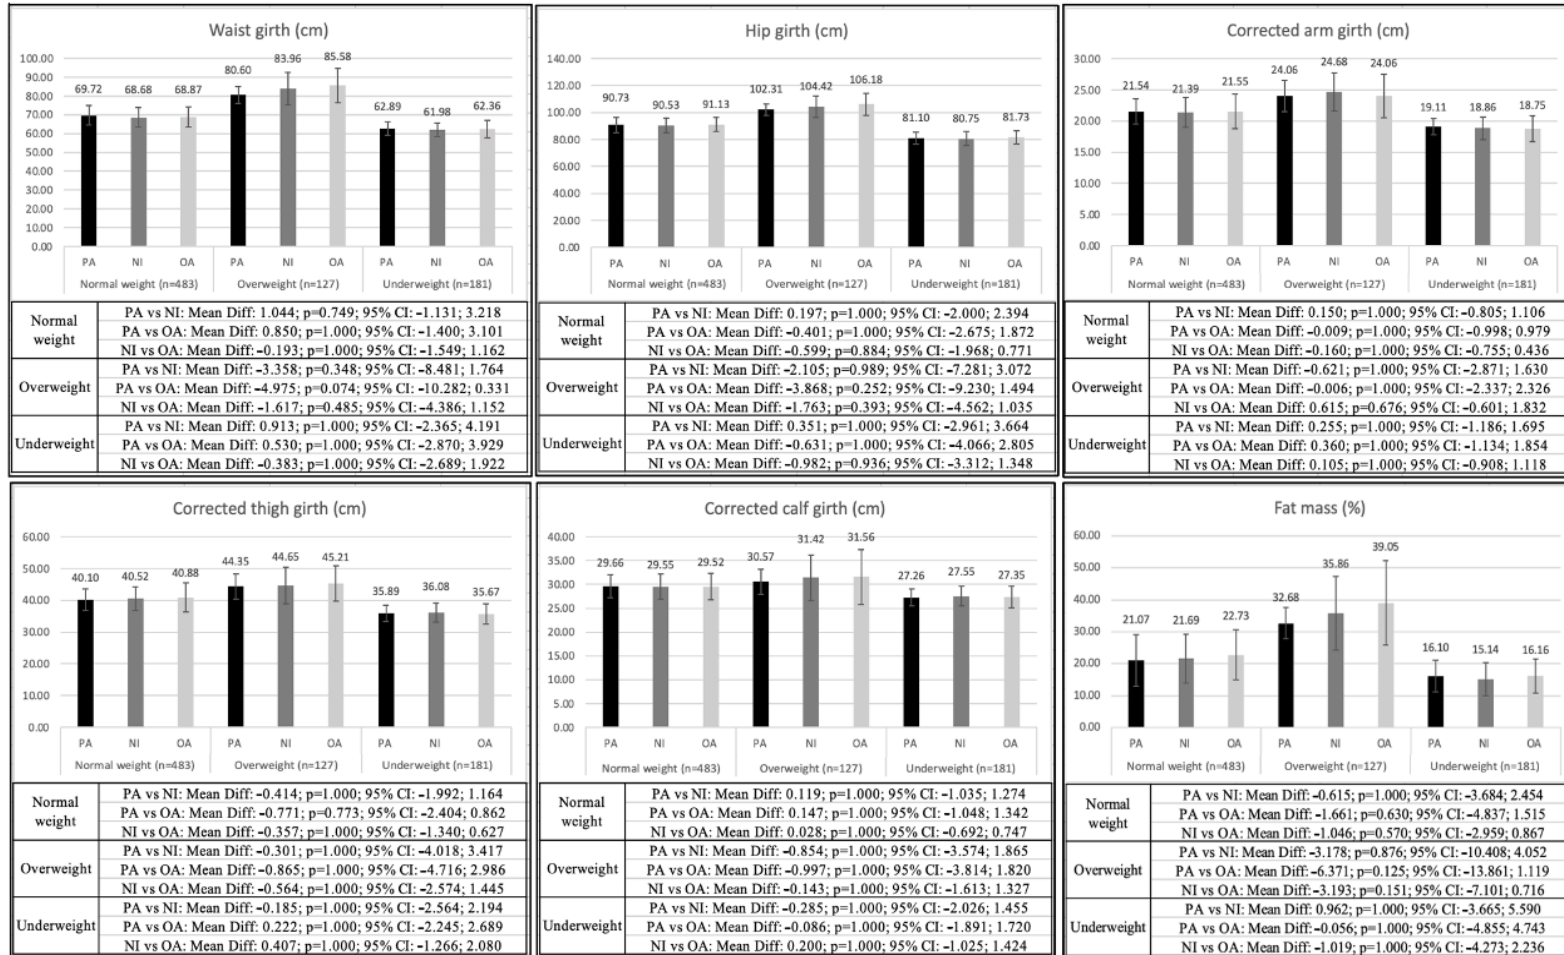 Waist girth (cm)
100.00
90.00
80.00
70.00
60.00
50.00
40.00
30.00
20.00
10.00
0.00
69.72 68.68 68.87 80.60 83.96 85.58 62.89 61.98 62.36
PA NI OA PA NI OA PA NI OA
Normal weight (n=483) Overweight (n=127) Underweight (n=181)
Normal weight
PA vs NI: Mean Diff: 1.044; p=0.749; 95% CI: -1.131; 3.218
PA vs OA: Mean Diff: 0.850; p=1.000; 95% CI: -1.400; 3.101
NI vs OA: Mean Diff: -0.193; p=1.000; 95% CI: -1.549; 1.162
Overweight
PA vs NI: Mean Diff: -3.358; p=0.348; 95% CI: -8.481; 1.764
PA vs OA: Mean Diff: -4.975; p=0.074; 95% CI: -10.282; 0.331
NI vs OA: Mean Diff: -1.617; p=0.485; 95% CI: -4.386; 1.152
Underweight
PA vs NI: Mean Diff: 0.913; p=1.000; 95% CI: -2.365; 4.191
PA vs OA: Mean Diff: 0.530; p=1.000; 95% CI: -2.870; 3.929
NI vs OA: Mean Diff: -0.383; p=1.000; 95% CI: -2.689; 1.922
Hip girth (cm)
140.00
120.00
100.00
80.00
60.00
40.00
20.00
0.00
90.73 90.53 91.13 102.31 104.42 106.18 81.10 80.75 81.73
PA NI OA PA NI OA PA NI OA
Normal weight (n=483) Overweight (n=127) Underweight (n=181)
Normal weight
PA vs NI: Mean Diff: 0.197; p=1.000; 95% CI: -2.000; 2.394
PA vs OA: Mean Diff: -0.401; p=1.000; 95% CI: -2.675; 1.872
NI vs OA: Mean Diff: -0.599; p=0.884; 95% CI: -1.968; 0.771
Overweight
PA vs NI: Mean Diff: -2.105; p=0.989; 95% CI: -7.281; 3.072
PA vs OA: Mean Diff: -3.868; p=0.252; 95% CI: -9.230; 1.494
NI vs OA: Mean Diff: -1.763; p=0.393; 95% CI: -4.562; 1.035
Underweight
PA vs NI: Mean Diff: 0.351; p=1.000; 95% CI: -2.961; 3.664
PA vs OA: Mean Diff: -0.631; p=1.000; 95% CI: -4.066; 2.805
NI vs OA: Mean Diff: -0.982; p=0.936; 95% CI: -3.312; 1.348
Corrected arm girth (cm)
30.00
25.00
20.00
15.00
10.00
5.00
0.00
21.54 21.39 21.55 24.06 24.68 24.06 19.11 18.86 18.75
PA NI OA PA NI OA PA NI OA
Normal weight (n=483) Overweight (n=127) Underweight (n=181)
Normal weight
PA vs NI: Mean Diff: 0.150; p=1.000; 95% CI: -0.805; 1.106
PA vs OA: Mean Diff: -0.009; p=1.000; 95% CI: -0.998; 0.979
NI vs OA: Mean Diff: -0.160; p=1.000; 95% CI: -0.755; 0.436
Overweight
PA vs NI: Mean Diff: -0.621; p=1.000; 95% CI: -2.871; 1.630
PA vs OA: Mean Diff: -0.006; p=1.000; 95% CI: -2.337; 2.326
NI vs OA: Mean Diff: 0.615; p=0.676; 95% CI: -0.601; 1.832
Underweight
PA vs NI: Mean Diff: 0.255; p=1.000; 95% CI: -1.186; 1.695
PA vs OA: Mean Diff: 0.360; p=1.000; 95% CI: -1.134; 1.854
NI vs OA: Mean Diff: 0.105; p=1.000; 95% CI: -0.908; 1.118
Corrected thigh girth (cm)
60.00
50.00
40.00
30.00
20.00
10.00
0.00
40.10 40.52 40.88 44.35 44.65 45.21 35.89 36.08 35.67
PA NI OA PA NI OA PA NI OA
Normal weight (n=483) Overweight (n=127) Underweight (n=181)
Normal weight
PA vs NI: Mean Diff: -0.414; p=1.000; 95% CI: -1.992; 1.164
PA vs OA: Mean Diff: -0.771; p=0.773; 95% CI: -2.404; 0.862
NI vs OA: Mean Diff: -0.357; p=1.000; 95% CI: -1.340; 0.627
Overweight
PA vs NI: Mean Diff: -0.301; p=1.000; 95% CI: -4.018; 3.417
PA vs OA: Mean Diff: -0.865; p=1.000; 95% CI: -4.716; 2.986
NI vs OA: Mean Diff: -0.564; p=1.000; 95% CI: -2.574; 1.445
Underweight
PA vs NI: Mean Diff: -0.185; p=1.000; 95% CI: -2.564; 2.194
PA vs OA: Mean Diff: 0.222; p=1.000; 95% CI: -2.245; 2.689
NI vs OA: Mean Diff: 0.407; p=1.000; 95% CI: -1.266; 2.080
Corrected calf girth (cm)
40.00
35.00
30.00
25.00
20.00
15.00
10.00
5.00
0.00
29.66 29.55 29.52 30.57 31.42 31.56 27.26 27.55 27.35
PA NI OA PA NI OA PA NI OA
Normal weight (n=483) Overweight (n=127) Underweight (n=181)
Normal weight
PA vs NI: Mean Diff: 0.119; p=1.000; 95% CI: -1.035; 1.274
PA vs OA: Mean Diff: 0.147; p=1.000; 95% CI: -1.048; 1.342
NI vs OA: Mean Diff: 0.028; p=1.000; 95% CI: -0.692; 0.747
Overweight
PA vs NI: Mean Diff: -0.854; p=1.000; 95% CI: -3.574; 1.865
PA vs OA: Mean Diff: -0.997; p=1.000; 95% CI: -3.814; 1.820
NI vs OA: Mean Diff: -0.143; p=1.000; 95% CI: -1.613; 1.327
Underweight
PA vs NI: Mean Diff: -0.285; p=1.000; 95% CI: -2.026; 1.455
PA vs OA: Mean Diff: -0.086; p=1.000; 95% CI: -1.891; 1.720
NI vs OA: Mean Diff: 0.200; p=1.000; 95% CI: -1.025; 1.424
Fat mass (%)
60.00
50.00
40.00
30.00
20.00
10.00
0.00
21.07 21.69 22.73 32.68 35.86 39.05 16.10 15.14 16.16
PA NI OA PA NI OA PA NI OA
Normal weight (n=483) Overweight (n=127) Underweight (n=181)
Normal weight
PA vs NI: Mean Diff: -0.615; p=1.000; 95% CI: -3.684; 2.454
PA vs OA: Mean Diff: -1.661; p=0.630; 95% CI: -4.837; 1.515
NI vs OA: Mean Diff: -1.046; p=0.570; 95% CI: -2.959; 0.867
Overweight
PA vs NI: Mean Diff: -3.178; p=0.876; 95% CI: -10.408; 4.052
PA vs OA: Mean Diff: -6.371; p=0.125; 95% CI: -13.861; 1.119
NI vs OA: Mean Diff: -3.193; p=0.151; 95% CI: -7.101; 0.716
Underweight
PA vs NI: Mean Diff: 0.962; p=1.000; 95% CI: -3.665; 5.590
PA vs OA: Mean Diff: -0.056; p=1.000; 95% CI: -4.855; 4.743
NI vs OA: Mean Diff: -1.019; p=1.000; 95% CI: -4.273; 2.236